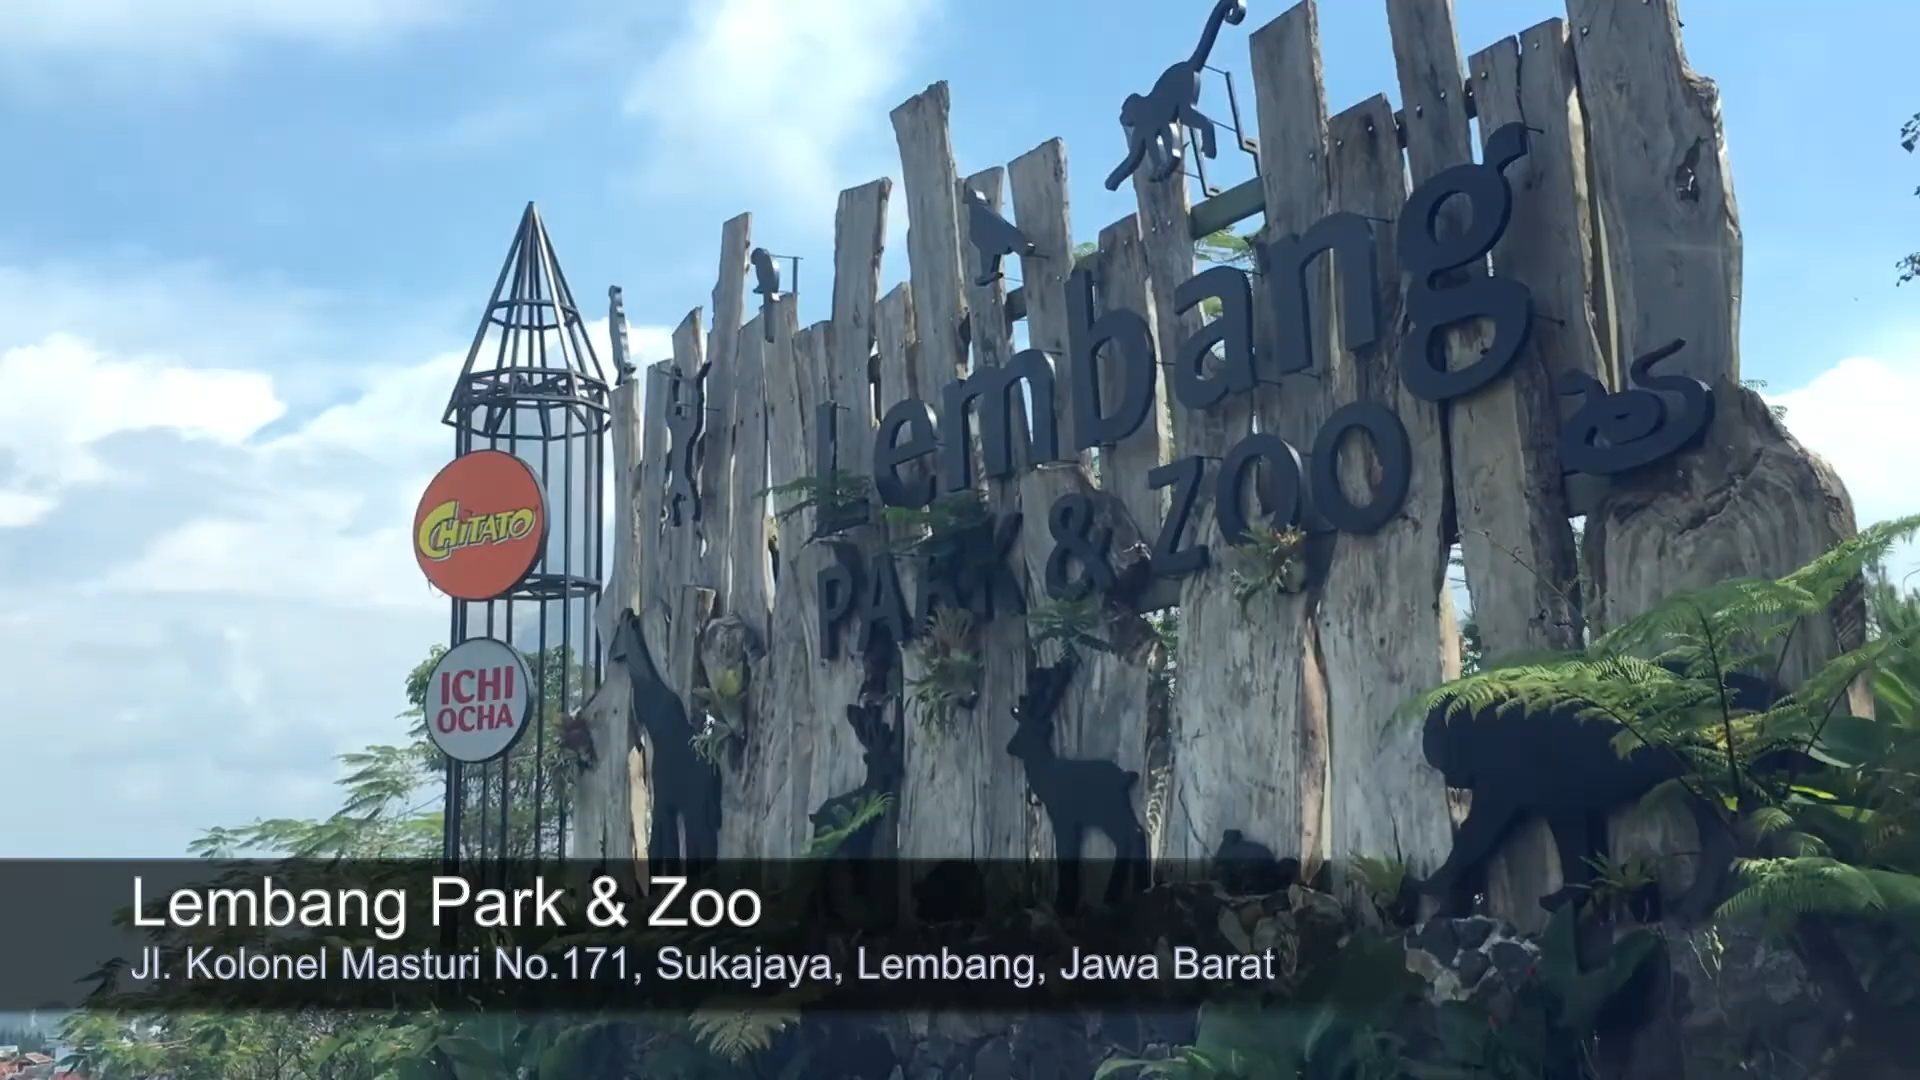 Lembang
PARK & ZOO
CHITATO
ICHI
OCHA
Lembang Park & Zoo
Jl. Kolonel Masturi No.171, Sukajaya, Lembang, Jawa Barat